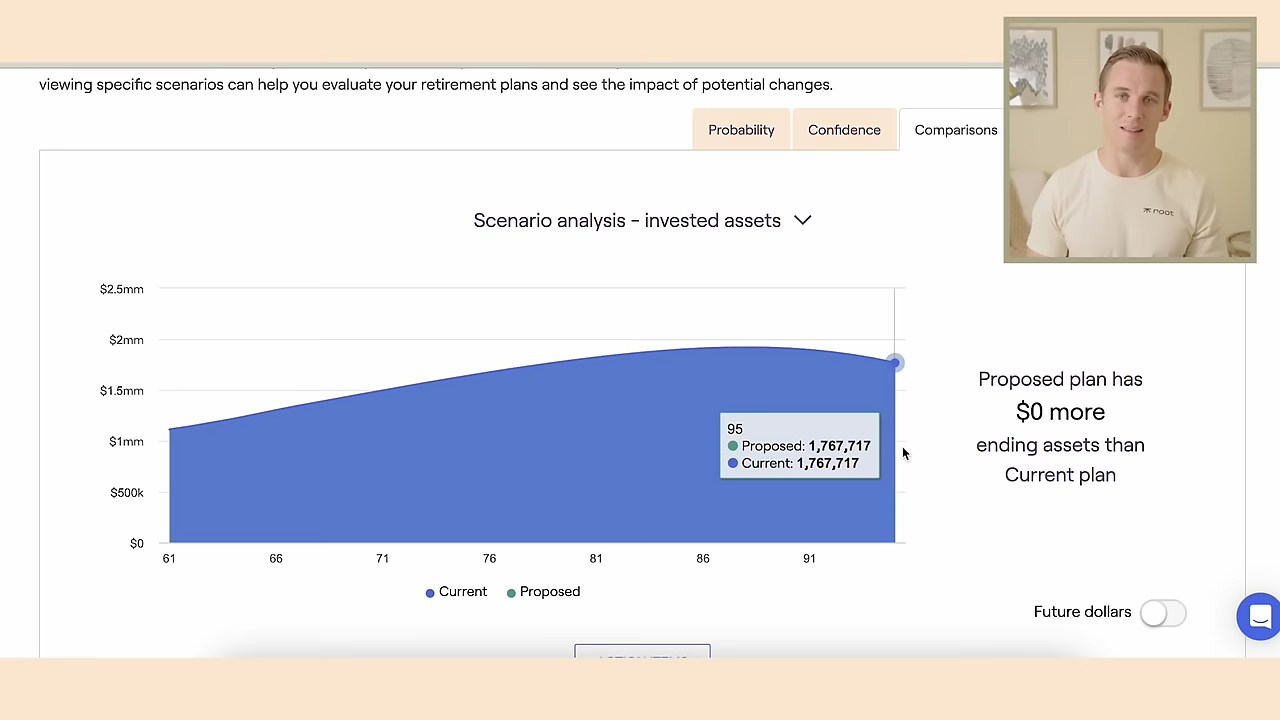 viewing specific scenarios can help you evaluate your retirement plans and see the impact of potential changes.
Probability
Confidence
Comparisons
root
Scenario analysis - invested assets
$2.5mm
$2mm
$1.5mm
$1mm
$500k
$0
95
Proposed: 1,767,717
Current: 1,767,717
61 66 71 76 81 86 91
Current Proposed
Proposed plan has
$0 more
ending assets than
Current plan
Future dollars